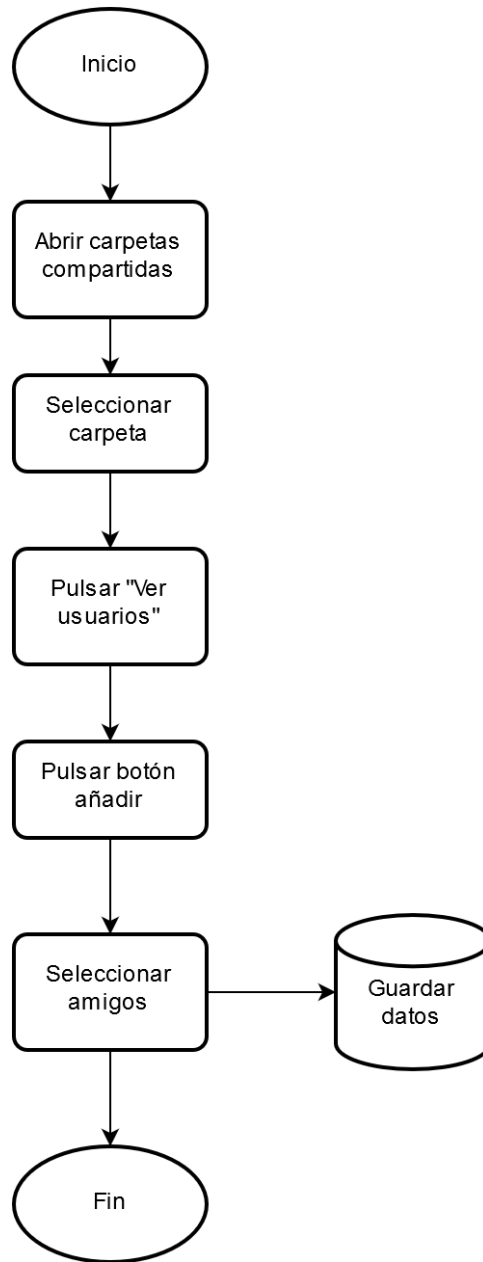 Inicio
Abrir carpetas
compartidas
Seleccionar
carpeta
Pulsar "Ver
usuarios"
Pulsar botón
añadir
Seleccionar
amigos
Guardar
datos
Fin